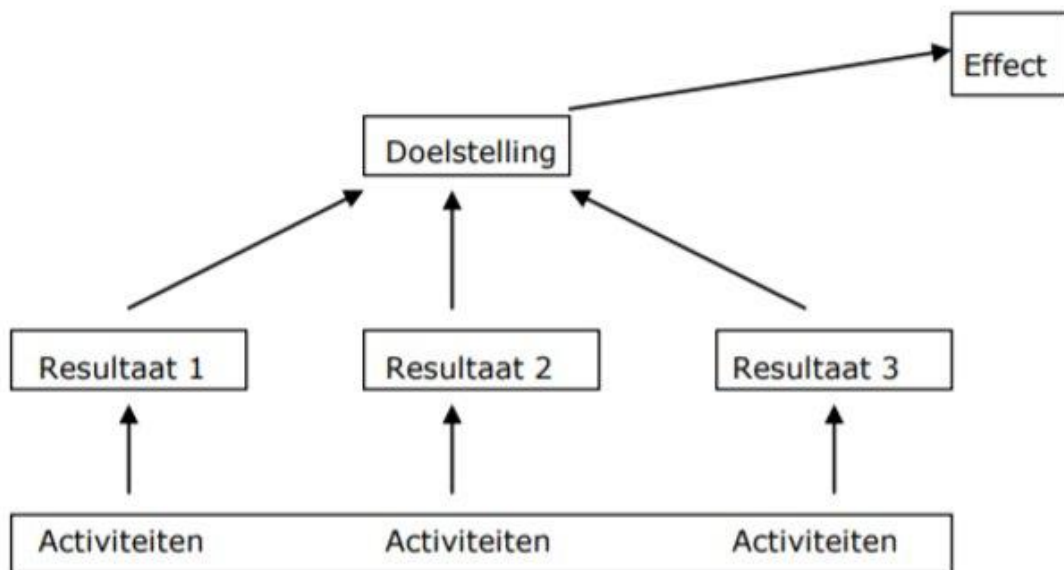 Effect
Doelstelling
Resultaat 1
Resultaat 2
Resultaat 3
Activiteiten
Activiteiten
Activiteiten